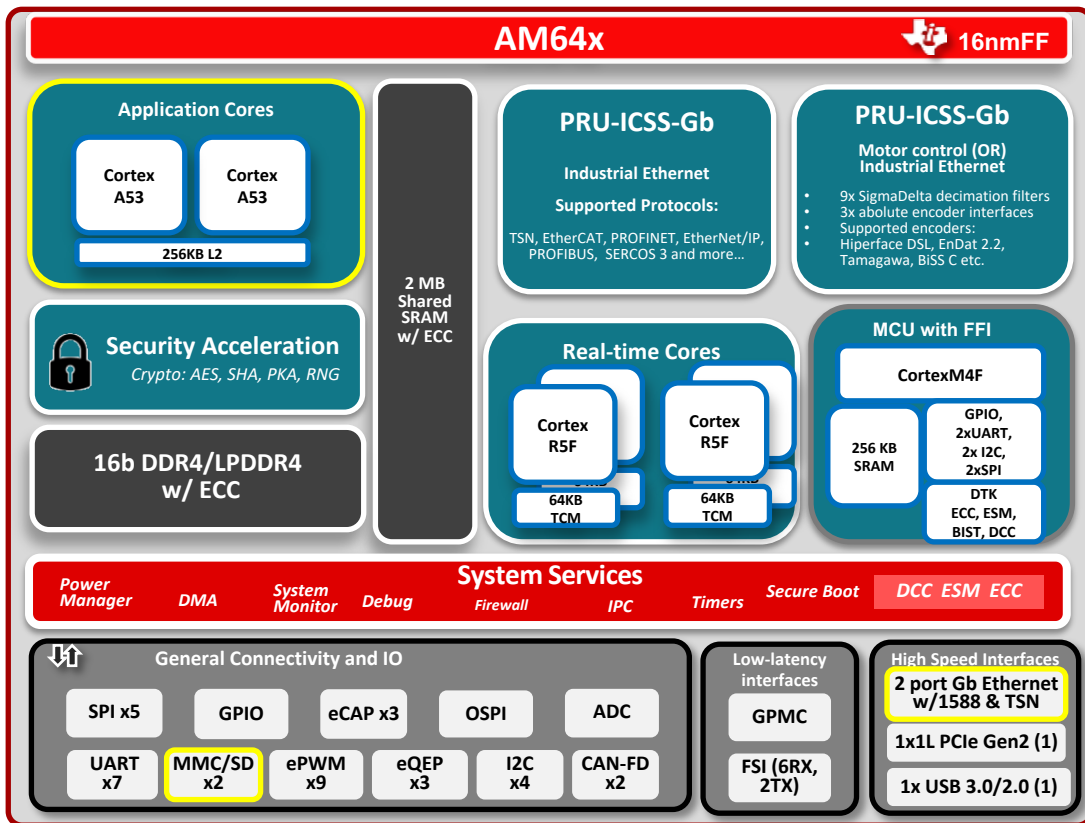 AM64x
ti
16nmFF
Application Cores
Cortex
A53
Cortex
A53
256KB L2
Security Acceleration
Crypto: AES, SHA, PKA, RNG
16b DDR4/LPDDR4
w/ ECC
2 MB
Shared
SRAM
w/ ECC
PRU-ICSS-Gb
Industrial Ethernet
Supported Protocols:
TSN, EtherCAT, PROFINET, EtherNet/IP,
PROFIBUS, SERCOS 3 and more...
PRU-ICSS-Gb
Motor control (OR)
Industrial Ethernet
• 9x SigmaDelta decimation filters
• 3x abolute encoder interfaces
• Supported encoders:
• Hiperface DSL, EnDat 2.2,
Tamagawa, BiSS C etc.
Real-time Cores
Cortex
R5F
64KB
TCM
Cortex
R5F
64KB
TCM
MCU with FFI
CortexM4F
256 KB
SRAM
GPIO,
2xUART,
2x I2C,
2xSPI
DTK
ECC, ESM,
BIST, DCC
System Services
Power
Manager
DMA
System
Monitor
Debug
Firewall
IPC
Timers
Secure Boot
DCC ESM ECC
General Connectivity and IO
SPI x5
GPIO
eCAP x3
OSPI
ADC
UART
x7
MMC/SD
x2
ePWM
x9
eQEP
x3
I2C
x4
CAN-FD
x2
Low-latency
interfaces
GPMC
FSI (6RX,
2TX)
High Speed Interfaces
2 port Gb Ethernet
w/1588 & TSN
1x1L PCIe Gen2 (1)
1x USB 3.0/2.0 (1)